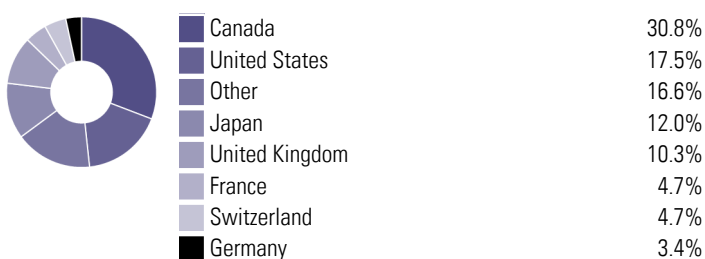 Canada 30.8%
United States 17.5%
Other 16.6%
Japan 12.0%
United Kingdom 10.3%
France 4.7%
Switzerland 4.7%
Germany 3.4%